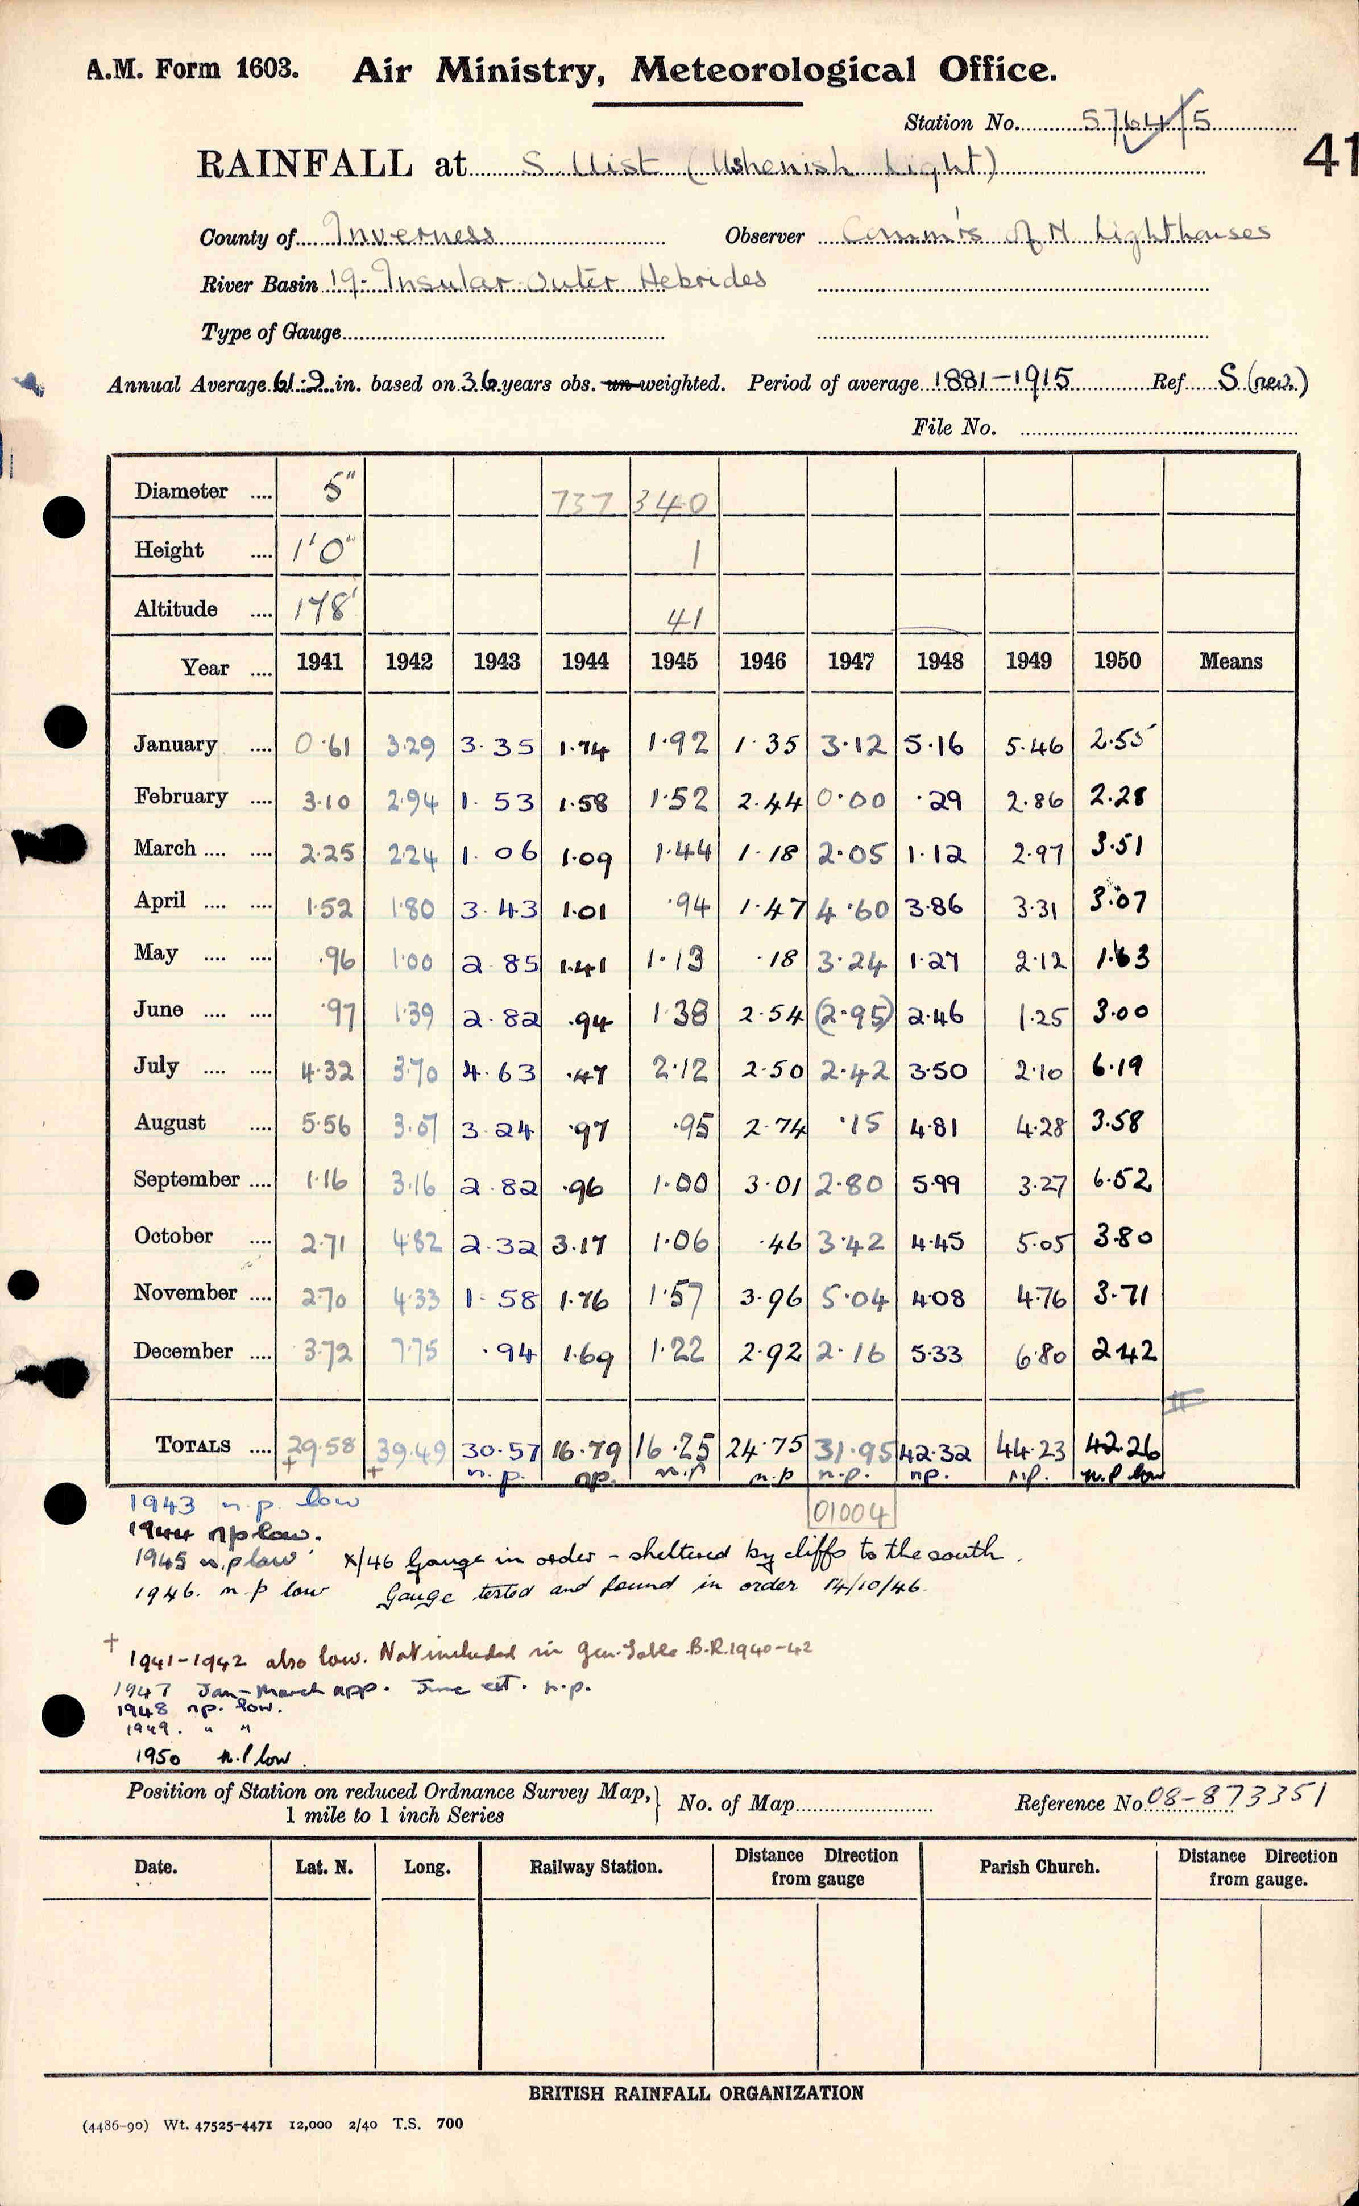 A.M. Form 1603. Air Ministry, Meteorological Office.
Station No. 5764/5
41
RAINFALL at S. Uist (Ushenish Light)
County of Inverness Observer Comm'rs of N Lighthouses
River Basin 19. Insular. Outer Hebrides
Type of Gauge
Annual Average 61.9 in. based on 36 years obs. un-weighted. Period of average 1881-1915 Ref. S (rev.)
File No.
Diameter .... 5" 737 340
Height .... 1'0" 1
Altitude .... 178' 41
Year .... 1941 1942 1943 1944 1945 1946 1947 1948 1949 1950 Means
January .... 0.61 3.29 3.35 1.74 1.92 1.35 3.12 5.16 5.46 2.55
February .... 3.10 2.94 1.53 1.58 1.52 2.44 0.00 .29 2.86 2.28
March .... .... 2.25 2.24 1.06 1.09 1.44 1.18 2.05 1.12 2.97 3.51
April .... .... 1.52 1.80 3.43 1.01 .94 1.47 4.60 3.86 3.31 3.07
May .... .... .96 1.00 2.85 1.41 1.13 .18 3.24 1.27 2.12 1.63
June .... .... .97 1.39 2.82 .94 1.38 2.54 (2.95) 2.46 1.25 3.00
July .... .... 4.32 3.70 4.63 .47 2.12 2.50 2.42 3.50 2.10 6.19
August .... 5.56 3.07 3.24 .97 .95 2.74 .15 4.81 4.28 3.58
September .... 1.16 3.16 2.82 .96 1.00 3.01 2.80 5.99 3.27 6.52
October .... 2.71 4.82 2.32 3.17 1.06 .46 3.42 4.45 5.05 3.80
November .... 2.70 4.33 1.58 1.76 1.57 3.96 5.04 4.08 4.76 3.71
December .... 3.72 7.75 .94 1.69 1.22 2.92 2.16 5.33 6.80 2.42
TOTALS .... 29.58 39.49 30.57 16.79 16.25 24.75 31.95 42.32 44.23 42.26
+ + n.p. np. n.p n.p n.p. np. n.p. n.p low
1943 n.p. low 01004
1944 np low.
1945 n.p low X/46 Gauge in order - sheltered by cliffs to the south.
1946. n.p low Gauge tested and found in order 14/10/46.
+ 1941-1942 also low. Not included in Gen. Table B.R. 1940-42
1947 Jan-March app. June est. n.p.
1948 np. low.
1949. " "
1950 n.p low.
Position of Station on reduced Ordnance Survey Map, 1 mile to 1 inch Series } No. of Map Reference No. 08-873351
Date. Lat. N. Long. Railway Station. Distance Direction from gauge Parish Church. Distance Direction from gauge.
BRITISH RAINFALL ORGANIZATION
(4486-90) Wt. 47525-4471 12,000 2/40 T.S. 700